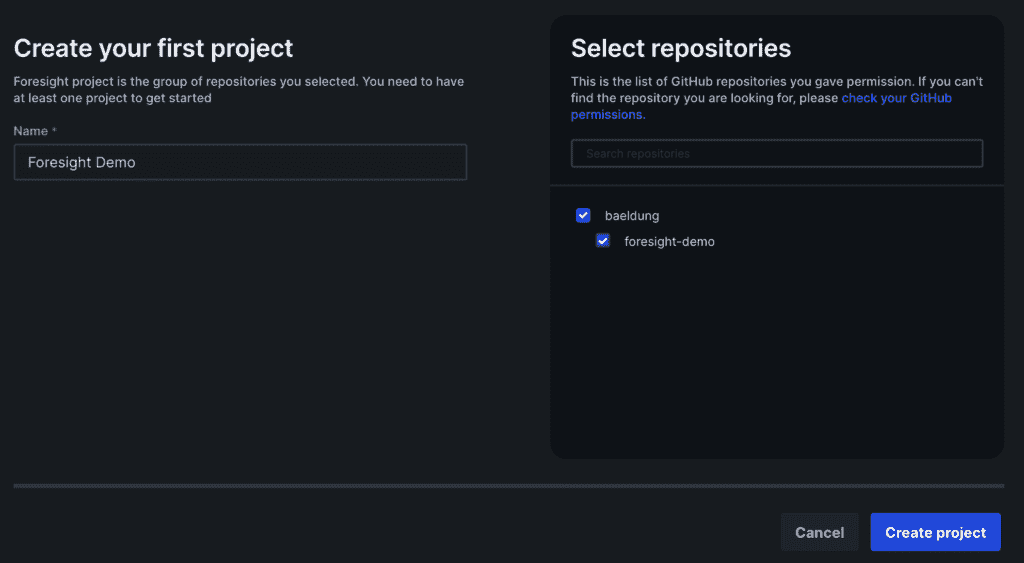 Create your first project
Foresight project is the group of repositories you selected. You need to have
at least one project to get started
Name *
Foresight Demo
Select repositories
This is the list of GitHub repositories you gave permission. If you can't
find the repository you are looking for, please check your GitHub
permissions.
Search repositories
baeldung
foresight-demo
Cancel
Create project